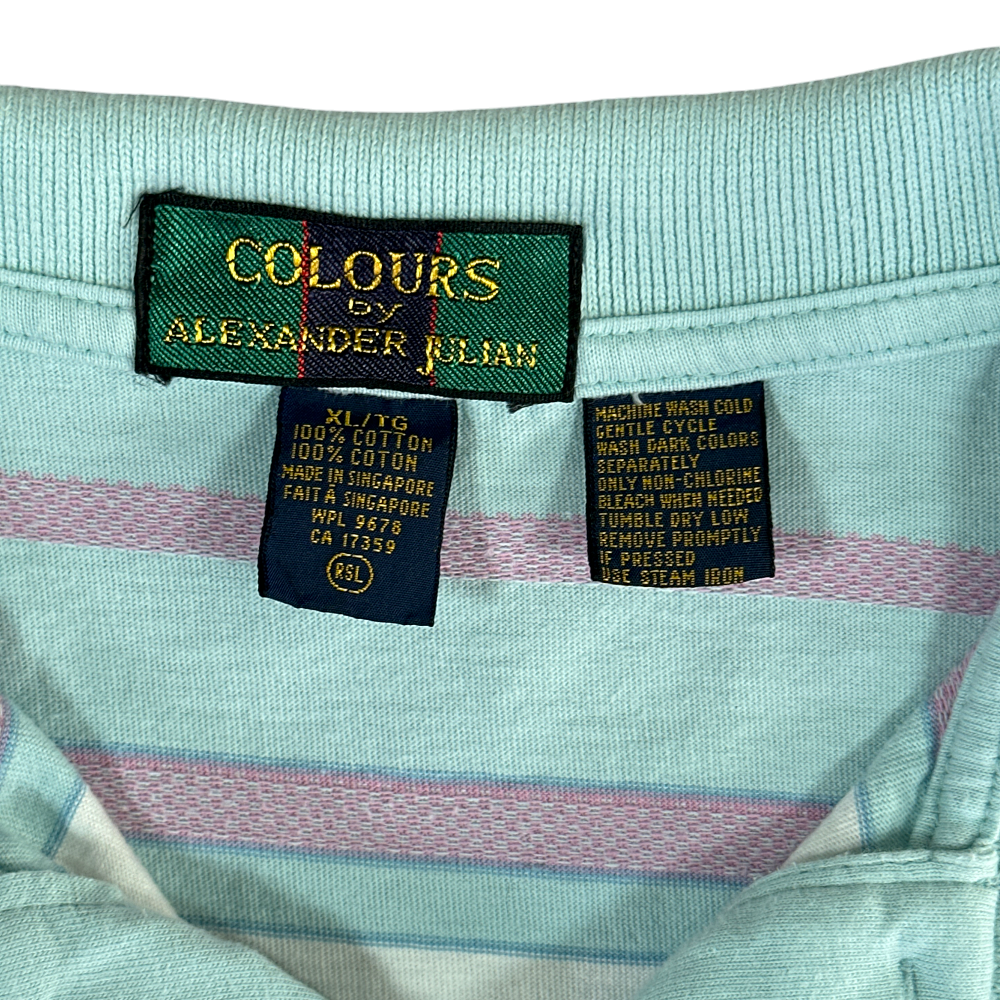 COLOURS
by
ALEXANDER JULIAN
XL/TG
100% COTTON
100% COTON
MADE IN SINGAPORE
FAIT À SINGAPORE
WPL 9678
CA 17359
RSL
MACHINE WASH COLD
GENTLE CYCLE
WASH DARK COLORS
SEPARATELY
ONLY NON-CHLORINE
BLEACH WHEN NEEDED
TUMBLE DRY LOW
REMOVE PROMPTLY
IF PRESSED
USE STEAM IRON